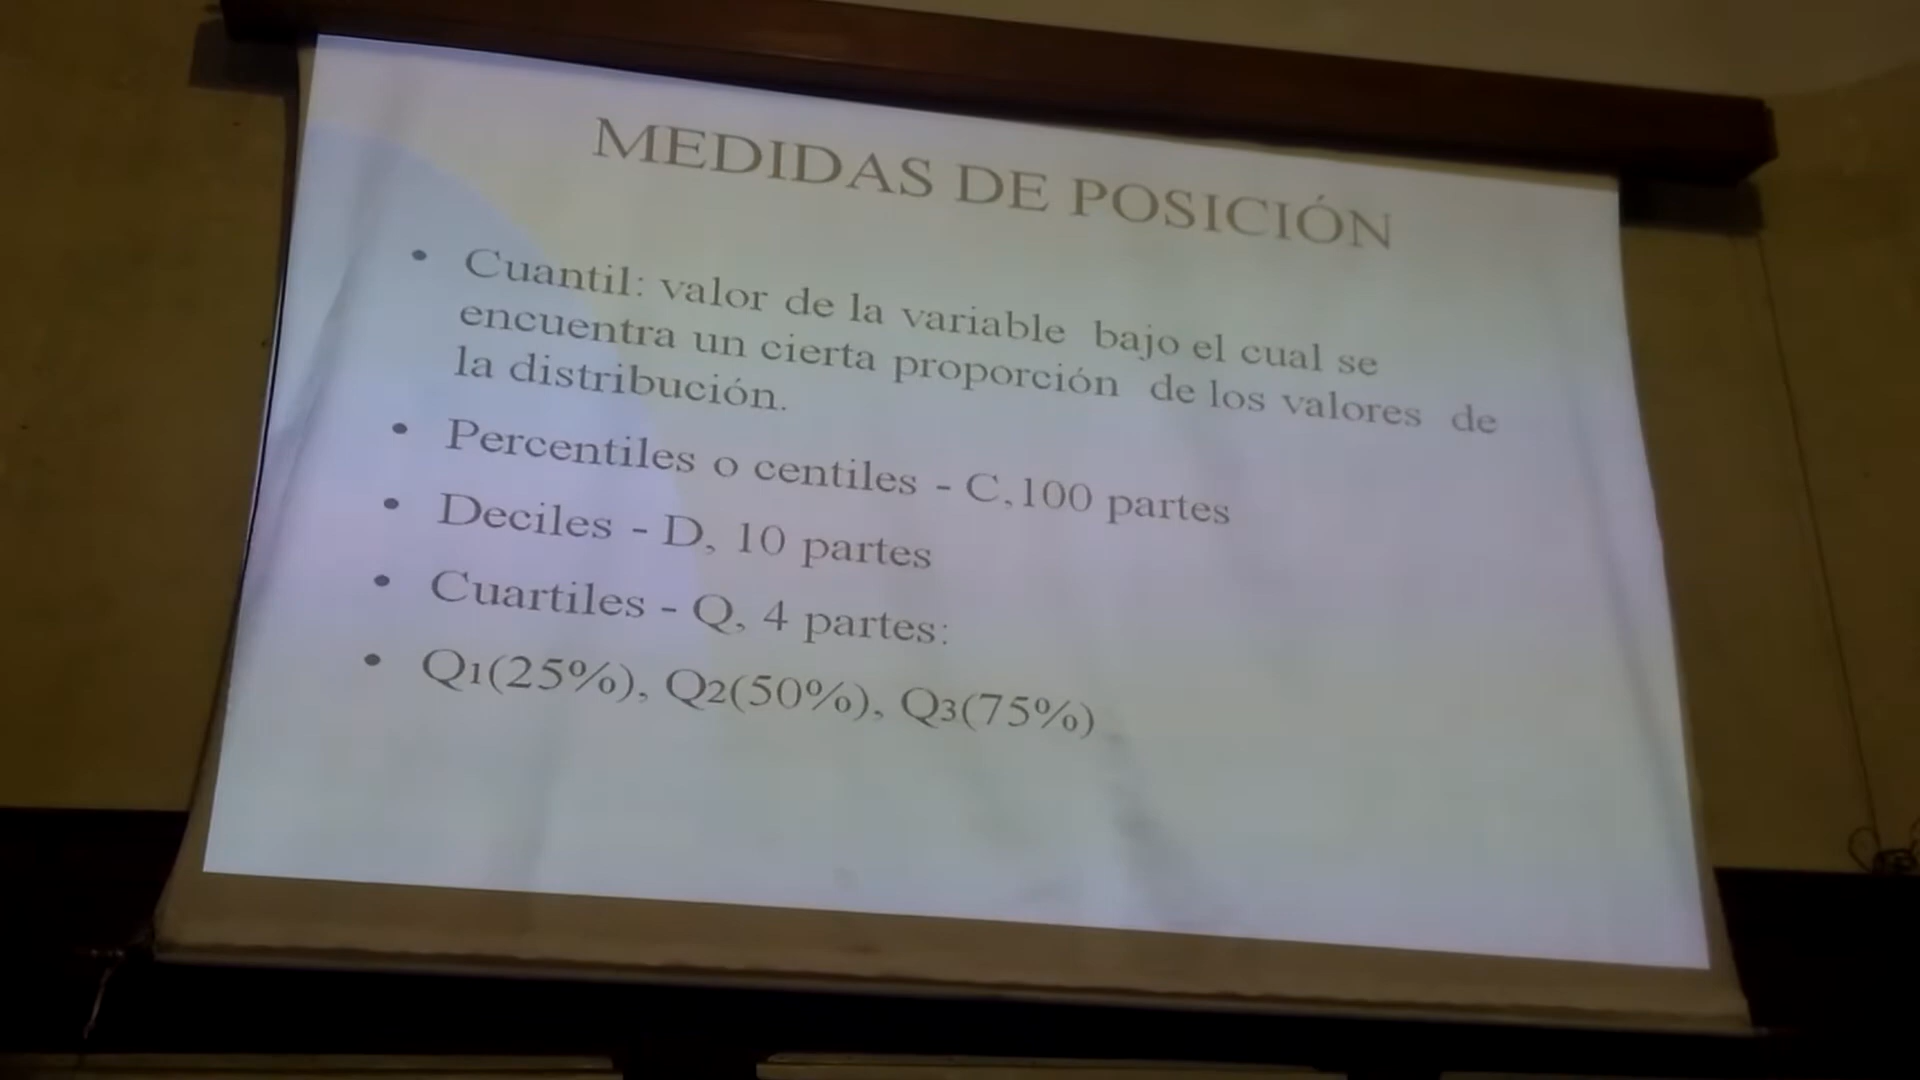 MEDIDAS DE POSICIÓN
• Cuantil: valor de la variable bajo el cual se
encuentra un cierta proporción de los valores de
la distribución.
• Percentiles o centiles - C, 100 partes
• Deciles - D, 10 partes
• Cuartiles - Q, 4 partes:
• Q1(25%), Q2(50%), Q3(75%)